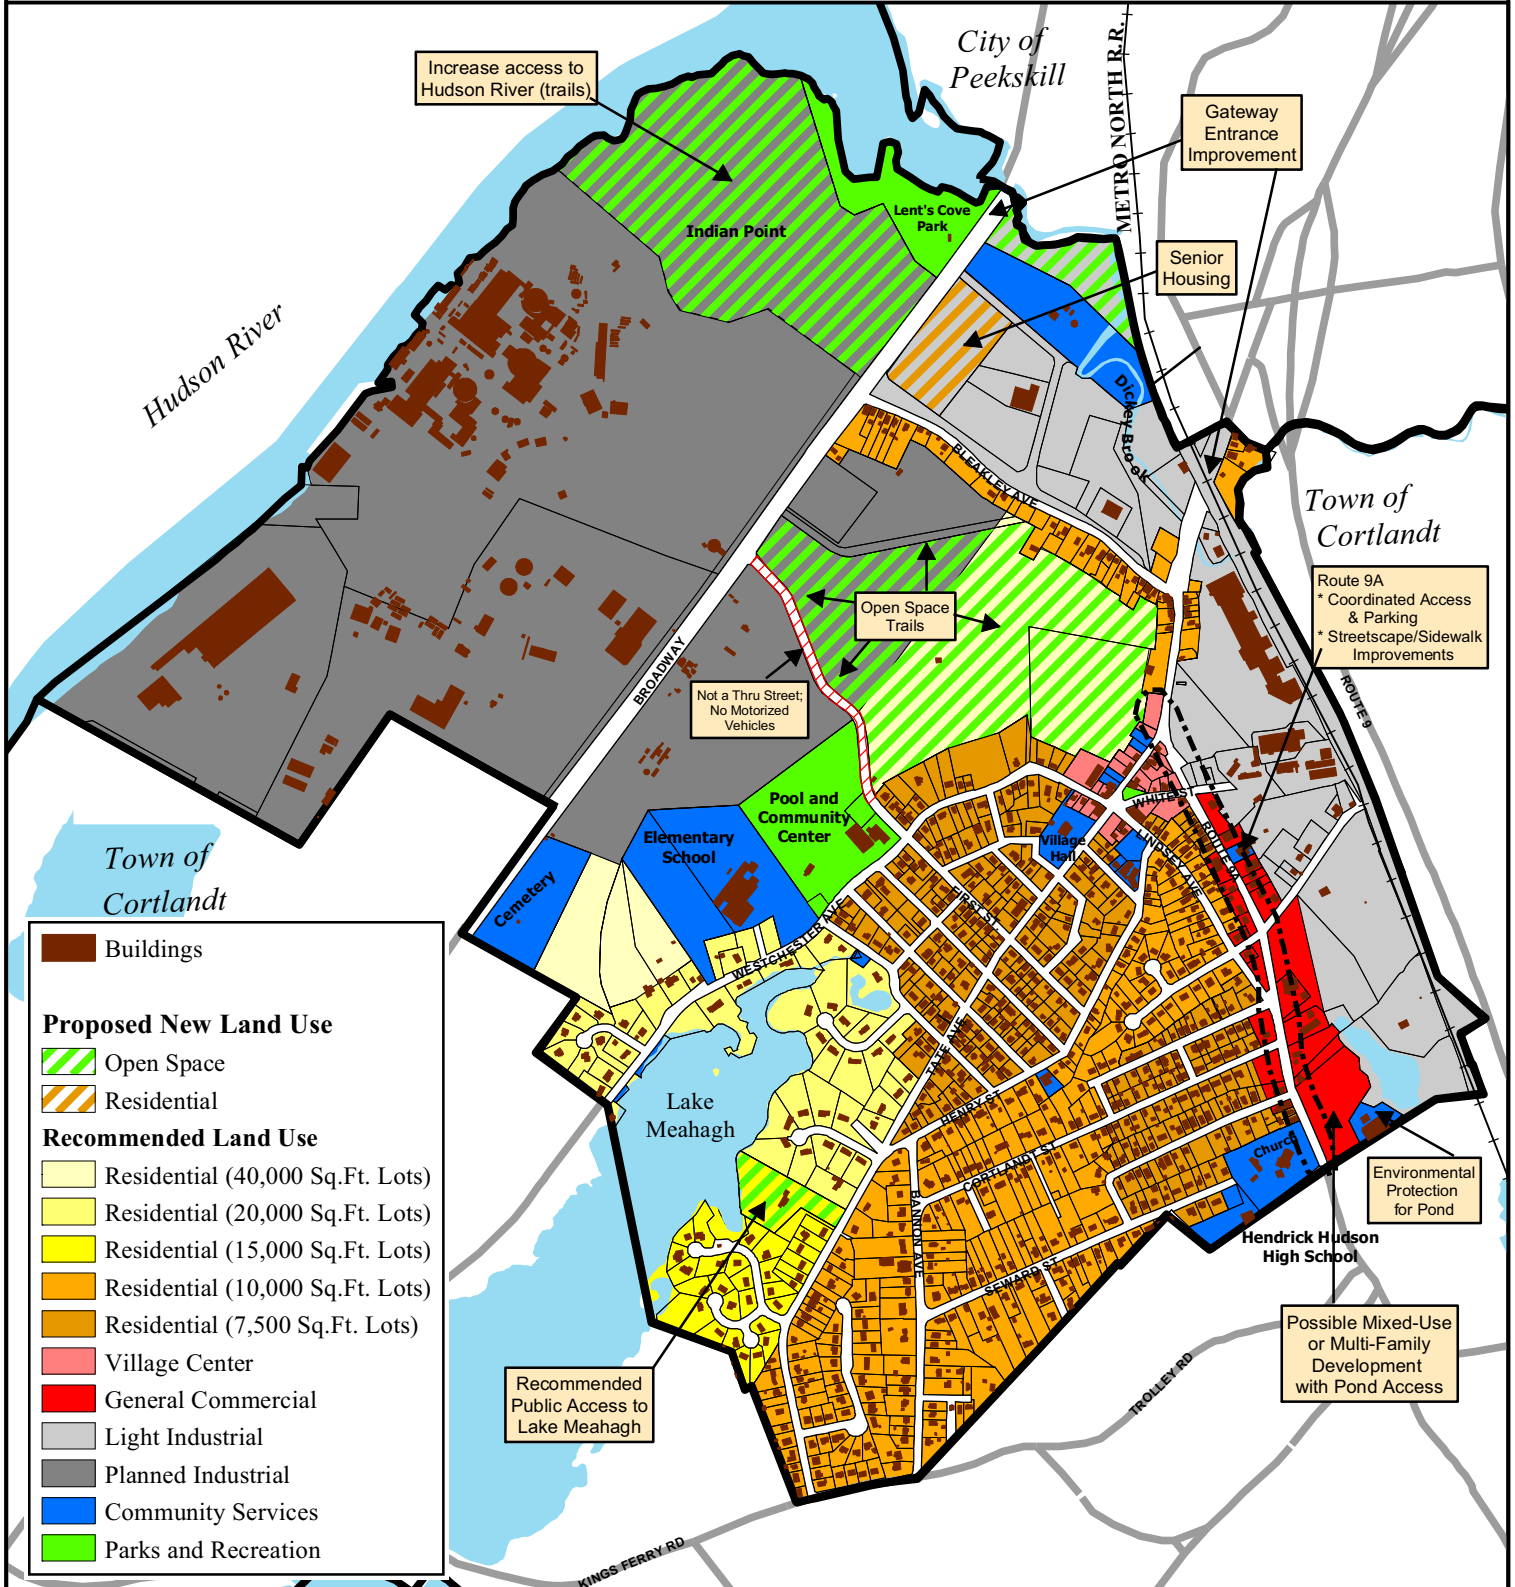 City of
Peekskill
METRO NORTH R.R.
Increase access to
Hudson River (trails)
Gateway
Entrance
Improvement
Lent's Cove
Park
Indian Point
Senior
Housing
Hudson River
Dickey Brook
BLEAKLEY AVE
Town of
Cortlandt
Route 9A
* Coordinated Access
& Parking
* Streetscape/Sidewalk
Improvements
Open Space
Trails
BROADWAY
Not a Thru Street;
No Motorized
Vehicles
ROUTE 9
Pool and
Community
Center
WHITE ST
Elementary
School
Village
Hall
LINDSEY AVE
ROUTE 9A
Town of
Cortlandt
Cemetery
FIRST ST.
WESTCHESTER AVE
TATE AVE
Lake
Meahagh
HENRY ST
CORTLANDT ST
Church
Environmental
Protection
for Pond
BANNON AVE
Hendrick Hudson
High School
SEWARD ST
Possible Mixed-Use
or Multi-Family
Development
with Pond Access
Recommended
Public Access to
Lake Meahagh
TROLLEY RD
KINGS FERRY RD
Buildings
Proposed New Land Use
Open Space
Residential
Recommended Land Use
Residential (40,000 Sq.Ft. Lots)
Residential (20,000 Sq.Ft. Lots)
Residential (15,000 Sq.Ft. Lots)
Residential (10,000 Sq.Ft. Lots)
Residential (7,500 Sq.Ft. Lots)
Village Center
General Commercial
Light Industrial
Planned Industrial
Community Services
Parks and Recreation